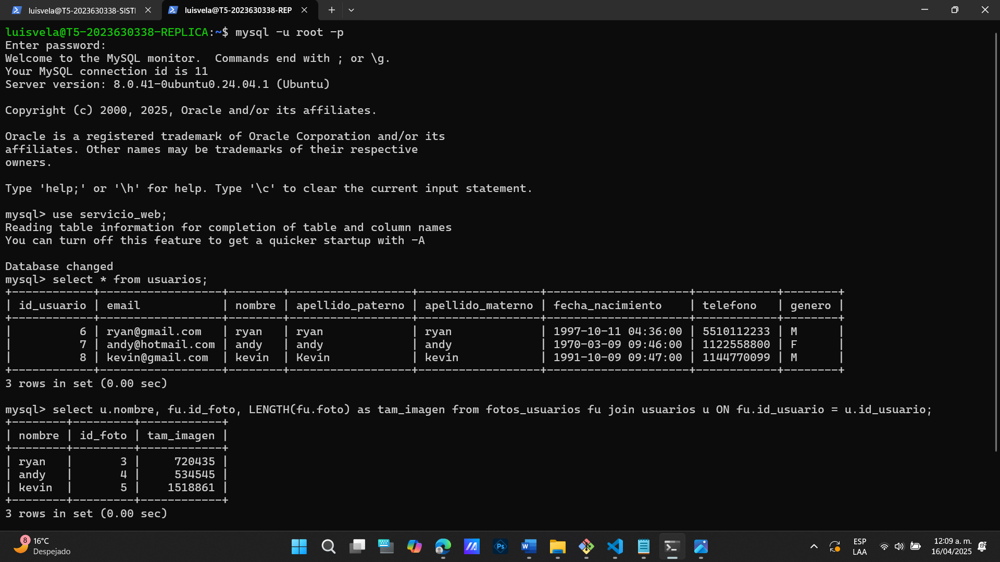 luisvela@T5-2023630338-SISTI
luisvela@T5-2023630338-REP
luisvela@T5-2023630338-REPLICA:~$ mysql -u root -p
Enter password:
Welcome to the MySQL monitor.  Commands end with ; or \g.
Your MySQL connection id is 11
Server version: 8.0.41-0ubuntu0.24.04.1 (Ubuntu)
Copyright (c) 2000, 2025, Oracle and/or its affiliates.
Oracle is a registered trademark of Oracle Corporation and/or its
affiliates. Other names may be trademarks of their respective
owners.
Type 'help;' or '\h' for help. Type '\c' to clear the current input statement.
mysql> use servicio_web;
Reading table information for completion of table and column names
You can turn off this feature to get a quicker startup with -A
Database changed
mysql> select * from usuarios;
+------------+------------------+--------+------------------+------------------+---------------------+------------+--------+
| id_usuario | email            | nombre | apellido_paterno | apellido_materno | fecha_nacimiento    | telefono   | genero |
+------------+------------------+--------+------------------+------------------+---------------------+------------+--------+
|          6 | ryan@gmail.com   | ryan   | ryan             | ryan             | 1997-10-11 04:36:00 | 5510112233 | M      |
|          7 | andy@hotmail.com | andy   | andy             | andy             | 1970-03-09 09:46:00 | 1122558800 | F      |
|          8 | kevin@gmail.com  | kevin  | Kevin            | kevin            | 1991-10-09 09:47:00 | 1144770099 | M      |
+------------+------------------+--------+------------------+------------------+---------------------+------------+--------+
3 rows in set (0.00 sec)
mysql> select u.nombre, fu.id_foto, LENGTH(fu.foto) as tam_imagen from fotos_usuarios fu join usuarios u ON fu.id_usuario = u.id_usuario;
+--------+---------+------------+
| nombre | id_foto | tam_imagen |
+--------+---------+------------+
| ryan   |       3 |     720435 |
| andy   |       4 |     534545 |
| kevin  |       5 |    1518861 |
+--------+---------+------------+
3 rows in set (0.00 sec)
8
16°C
Despejado
Ps
W
ESP
LAA
12:09 a. m.
16/04/2025